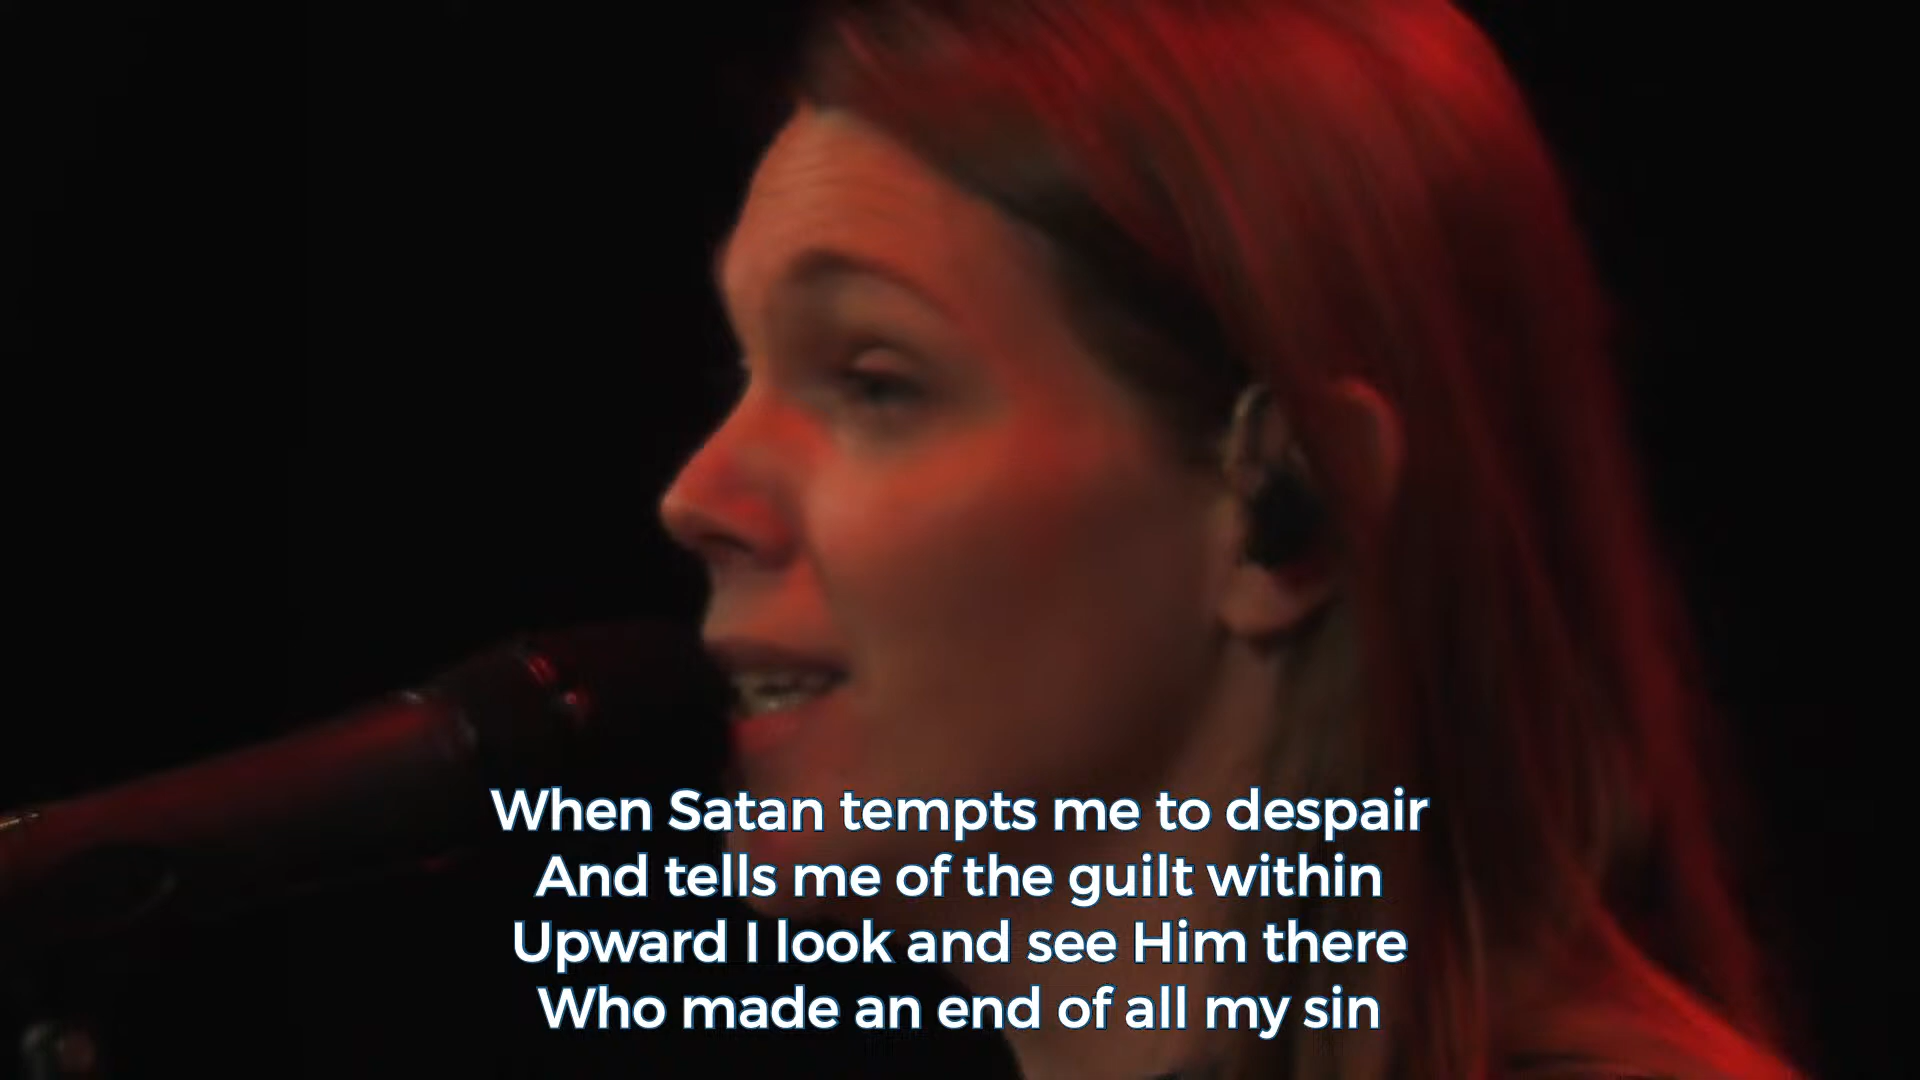 When Satan tempts me to despair
And tells me of the guilt within
Upward I look and see Him there
Who made an end of all my sin